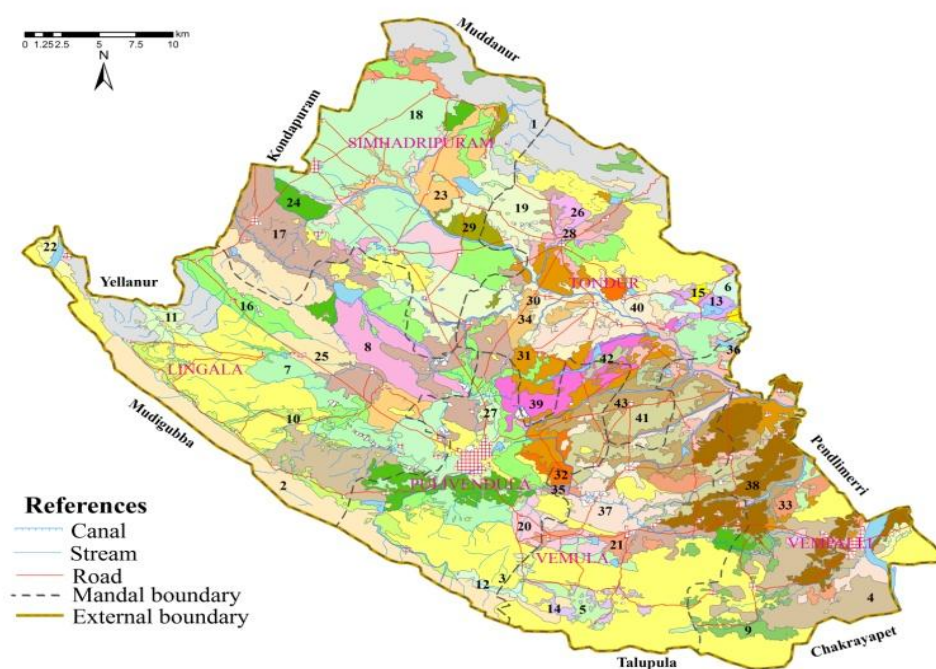 0 1.25 2.5 5 7.5 10 km
N
Muddanur
Kondapuram
18
1
SIMHADRIPURAM
24
23
19
26
17
29
28
22
Yellanur
TONDUR
15
6
13
16
30
40
11
34
8
25
31
42
36
LINGALA
7
39
43
41
10
27
Mudigubba
Pendlimerri
32
38
2
PULIVENDULA
35
33
37
20
VEMULA
21
VEMPALLI
12
3
4
14
5
9
Talupula
Chakrayapet
References
Canal
Stream
Road
Mandal boundary
External boundary